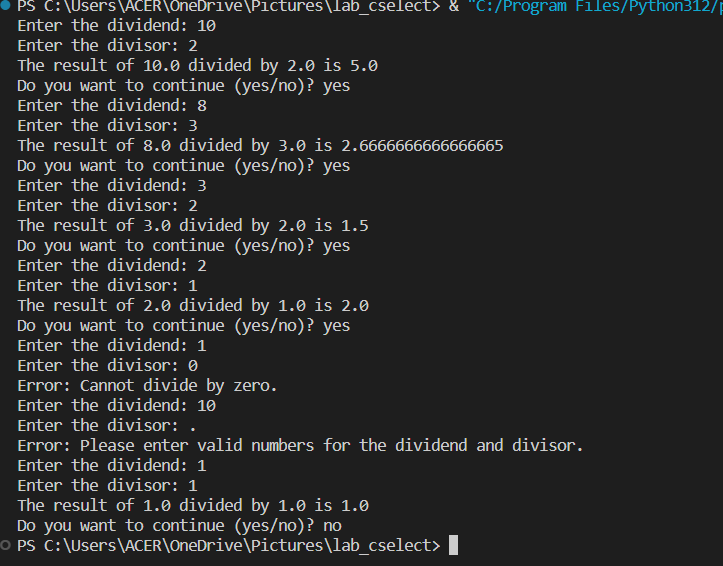 PS C:\Users\ACER\OneDrive\Pictures\lab_cselect> & "C:/Program Files/Python312/p
Enter the dividend: 10
Enter the divisor: 2
The result of 10.0 divided by 2.0 is 5.0
Do you want to continue (yes/no)? yes
Enter the dividend: 8
Enter the divisor: 3
The result of 8.0 divided by 3.0 is 2.6666666666666665
Do you want to continue (yes/no)? yes
Enter the dividend: 3
Enter the divisor: 2
The result of 3.0 divided by 2.0 is 1.5
Do you want to continue (yes/no)? yes
Enter the dividend: 2
Enter the divisor: 1
The result of 2.0 divided by 1.0 is 2.0
Do you want to continue (yes/no)? yes
Enter the dividend: 1
Enter the divisor: 0
Error: Cannot divide by zero.
Enter the dividend: 10
Enter the divisor: .
Error: Please enter valid numbers for the dividend and divisor.
Enter the dividend: 1
Enter the divisor: 1
The result of 1.0 divided by 1.0 is 1.0
Do you want to continue (yes/no)? no
PS C:\Users\ACER\OneDrive\Pictures\lab_cselect>